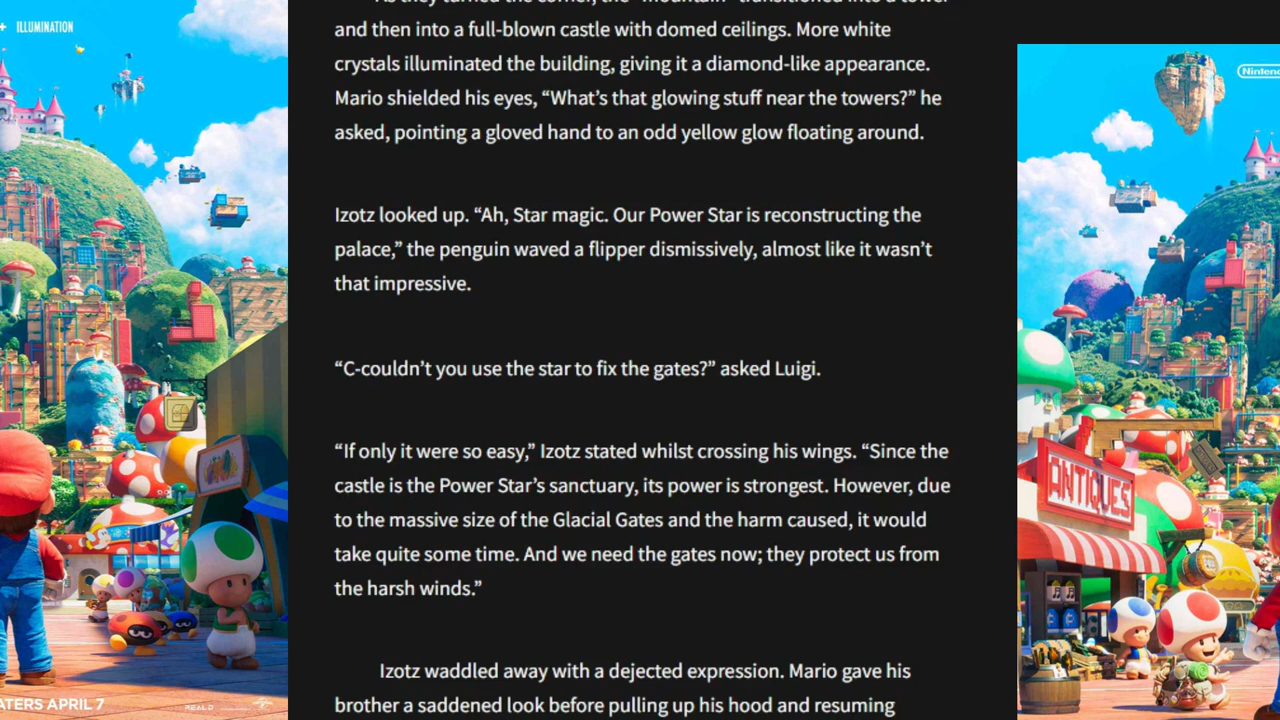 + ILLUMINATION
and then into a full-blown castle with domed ceilings. More white
crystals illuminated the building, giving it a diamond-like appearance.
Mario shielded his eyes, “What’s that glowing stuff near the towers?” he
asked, pointing a gloved hand to an odd yellow glow floating around.
Izotz looked up. “Ah, Star magic. Our Power Star is reconstructing the
palace,” the penguin waved a flipper dismissively, almost like it wasn’t
that impressive.
“C-couldn’t you use the star to fix the gates?” asked Luigi.
“If only it were so easy,” Izotz stated whilst crossing his wings. “Since the
castle is the Power Star’s sanctuary, its power is strongest. However, due
to the massive size of the Glacial Gates and the harm caused, it would
take quite some time. And we need the gates now; they protect us from
the harsh winds.”
Izotz waddled away with a dejected expression. Mario gave his
brother a saddened look before pulling up his hood and resuming
ATERS APRIL 7
REALD
Ninten
ANTIQUES